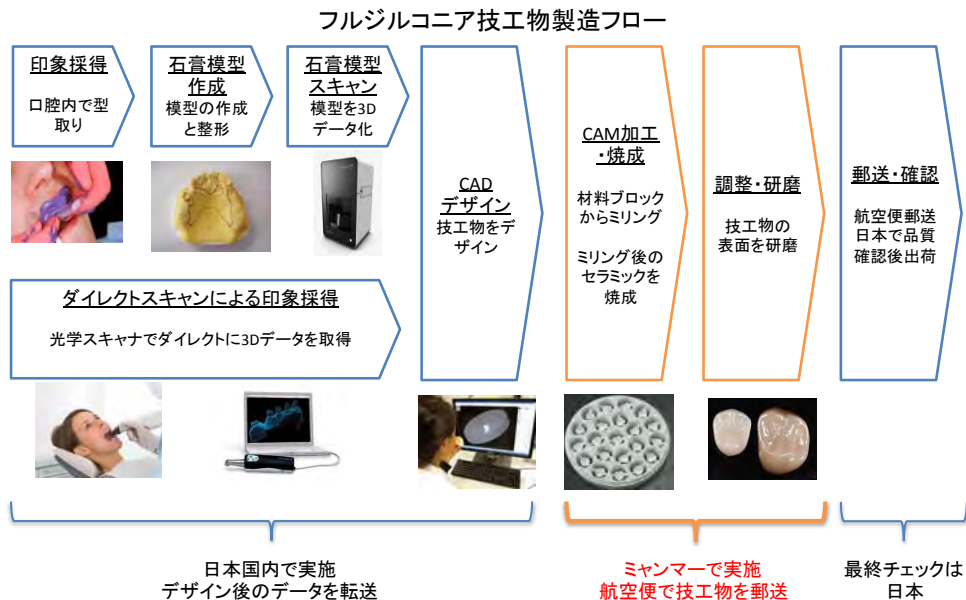 フルジルコニア技工物製造フロー
印象採得
口腔内で型
取り
石膏模型
作成
模型の作成
と整形
石膏模型
スキャン
模型を3D
データ化
ダイレクトスキャンによる印象採得
光学スキャナでダイレクトに3Dデータを取得
CAD
デザイン
技工物をデ
ザイン
CAM加工
・焼成
材料ブロック
からミリング
ミリング後の
セラミックを
焼成
調整・研磨
技工物の
表面を研磨
郵送・確認
航空便郵送
日本で品質
確認後出荷
日本国内で実施
デザイン後のデータを転送
ミャンマーで実施
航空便で技工物を郵送
最終チェックは
日本